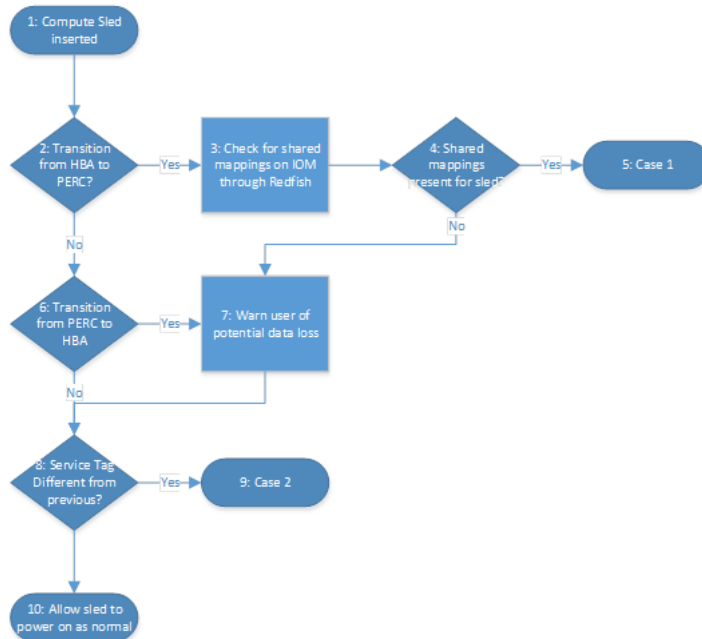 1: Compute Sled
inserted
2: Transition
from HBA to
PERC?
Yes
3: Check for shared
mappings on IOM
through Redfish
4: Shared
mappings
present for sled?
Yes
5: Case 1
No
No
6: Transition
from PERC to
HBA
Yes
7: Warn user of
potential data loss
No
8: Service Tag
Different from
previous?
Yes
9: Case 2
10: Allow sled to
power on as normal